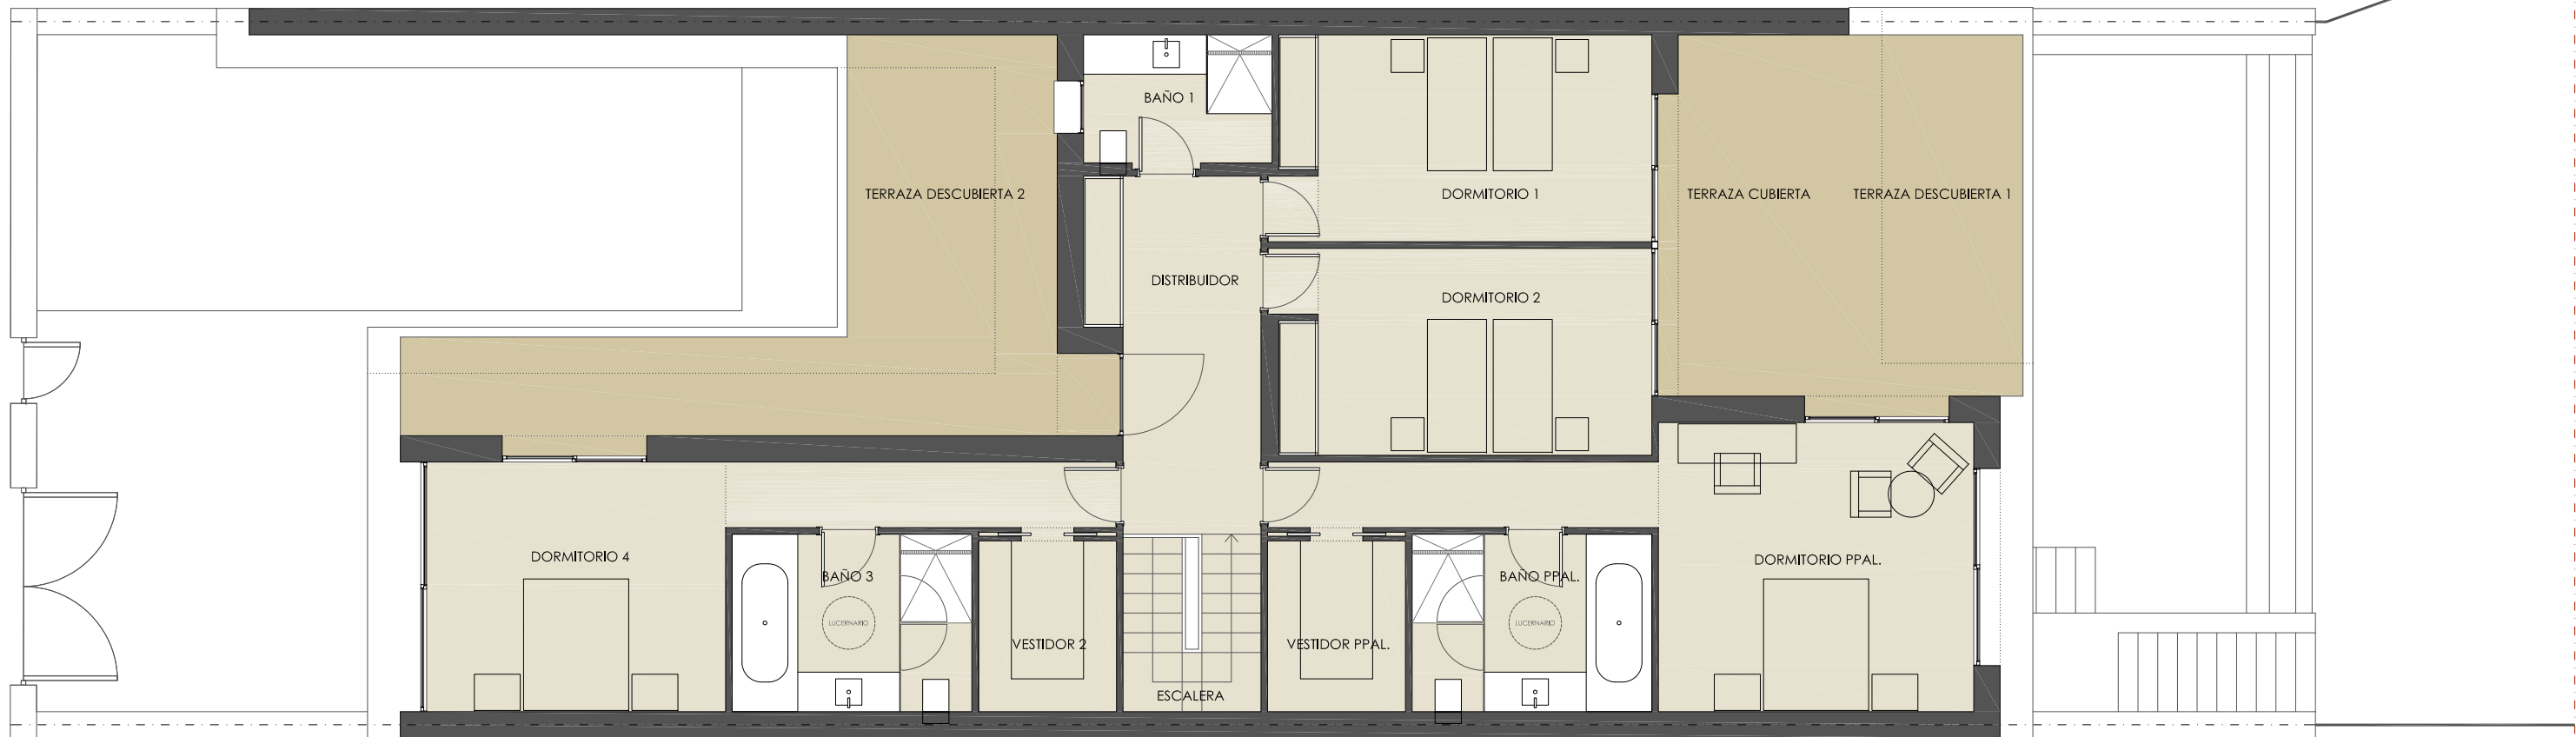 BAÑO 1
TERRAZA DESCUBIERTA 2
DORMITORIO 1
TERRAZA CUBIERTA
TERRAZA DESCUBIERTA 1
DISTRIBUIDOR
DORMITORIO 2
DORMITORIO 4
BAÑO 3
LUCERNARIO
VESTIDOR 2
ESCALERA
VESTIDOR PPAL.
BAÑO PPAL.
LUCERNARIO
DORMITORIO PPAL.